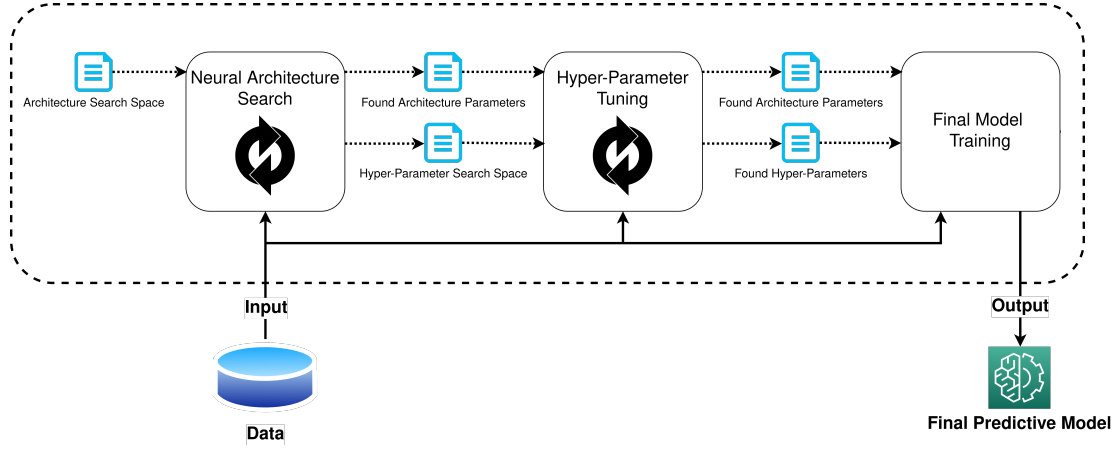 Neural Architecture
Search
Hyper-Parameter
Tuning
Final Model
Training
Architecture Search Space
Found Architecture Parameters
Found Architecture Parameters
Hyper-Parameter Search Space
Found Hyper-Parameters
Input
Output
Data
Final Predictive Model